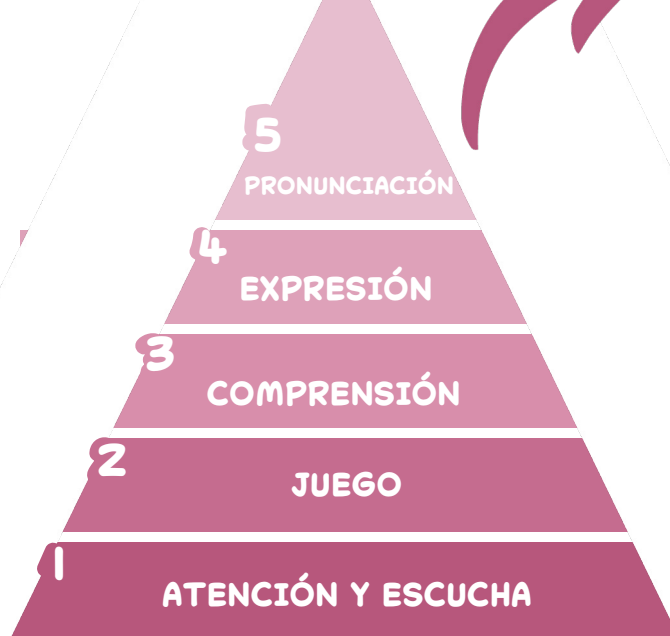 5
PRONUNCIACIÓN
4
EXPRESIÓN
3
COMPRENSIÓN
2
JUEGO
1
ATENCIÓN Y ESCUCHA